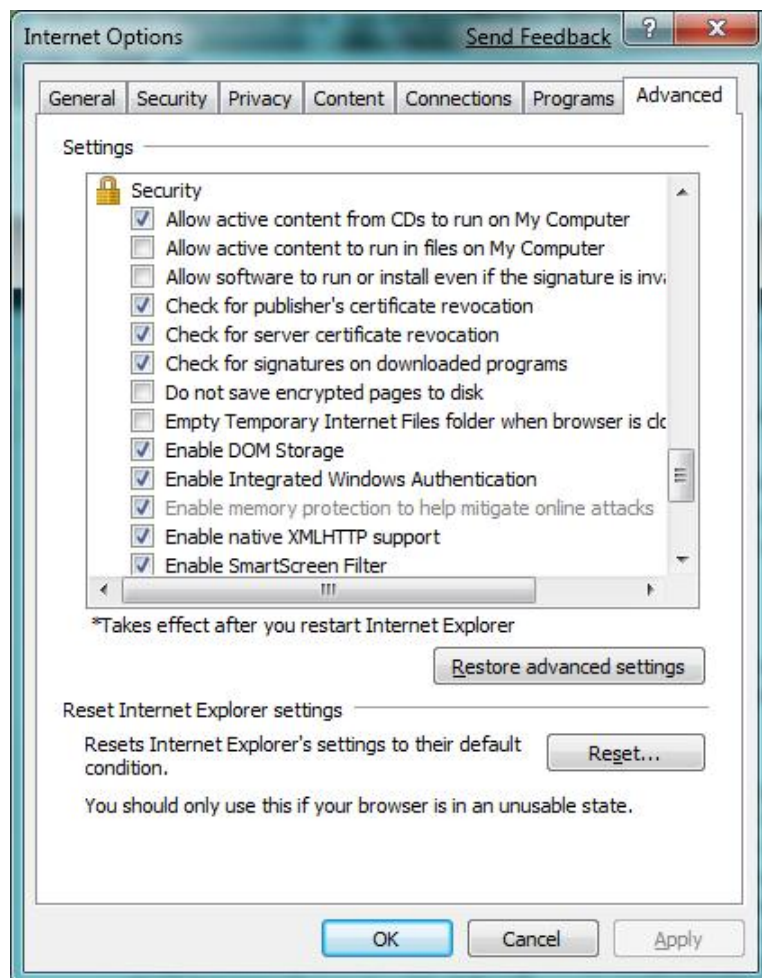 Internet Options Send Feedback ? X
General Security Privacy Content Connections Programs Advanced
Settings
Security
Allow active content from CDs to run on My Computer
Allow active content to run in files on My Computer
Allow software to run or install even if the signature is
Check for publisher's certificate revocation
Check for server certificate revocation
Check for signatures on downloaded programs
Do not save encrypted pages to disk
Empty Temporary Internet Files folder when browser is
Enable DOM Storage
Enable Integrated Windows Authentication
Enable memory protection to help mitigate online attacks
Enable native XMLHTTP support
Enable SmartScreen Filter
*Takes effect after you restart Internet Explorer
Restore advanced settings
Reset Internet Explorer settings
Resets Internet Explorer's settings to their default
condition.
Reset...
You should only use this if your browser is in an unusable state.
OK Cancel Apply